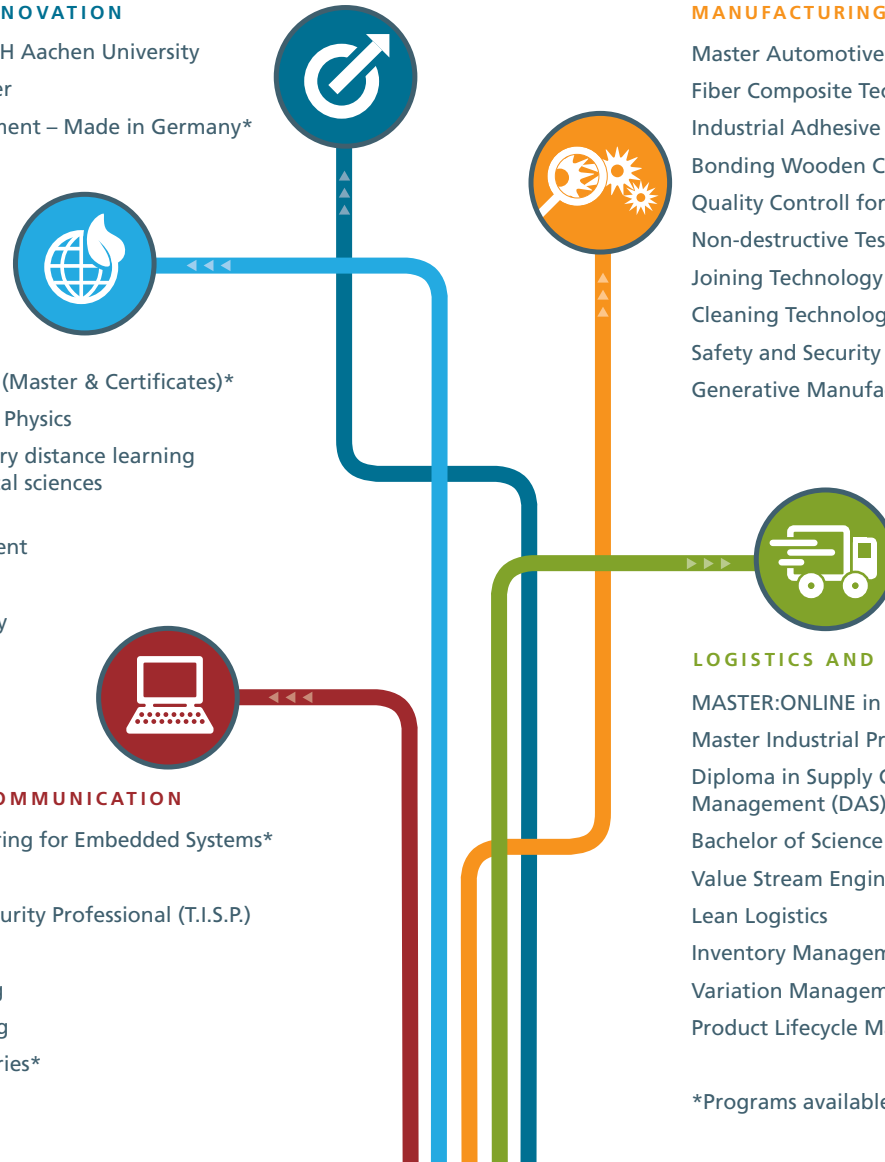 NOVATION
H Aachen University
er
ment – Made in Germany*
(Master & Certificates)*
Physics
ry distance learning
al sciences
ent
y
OMMUNICATION
ring for Embedded Systems*
urity Professional (T.I.S.P.)
g
g
ries*
MANUFACTURING
Master Automotive
Fiber Composite Tec
Industrial Adhesive
Bonding Wooden C
Quality Controll for
Non-destructive Tes
Joining Technology
Cleaning Technolog
Safety and Security
Generative Manufa
LOGISTICS AND
MASTER:ONLINE in
Master Industrial Pr
Diploma in Supply C
Management (DAS)
Bachelor of Science
Value Stream Engin
Lean Logistics
Inventory Managem
Variation Managem
Product Lifecycle Ma
*Programs available